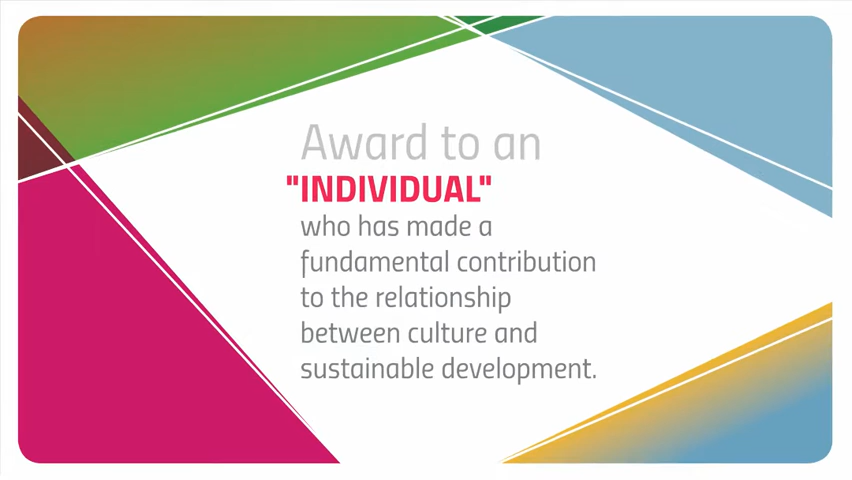 Award to an
"INDIVIDUAL"
who has made a
fundamental contribution
to the relationship
between culture and
sustainable development.